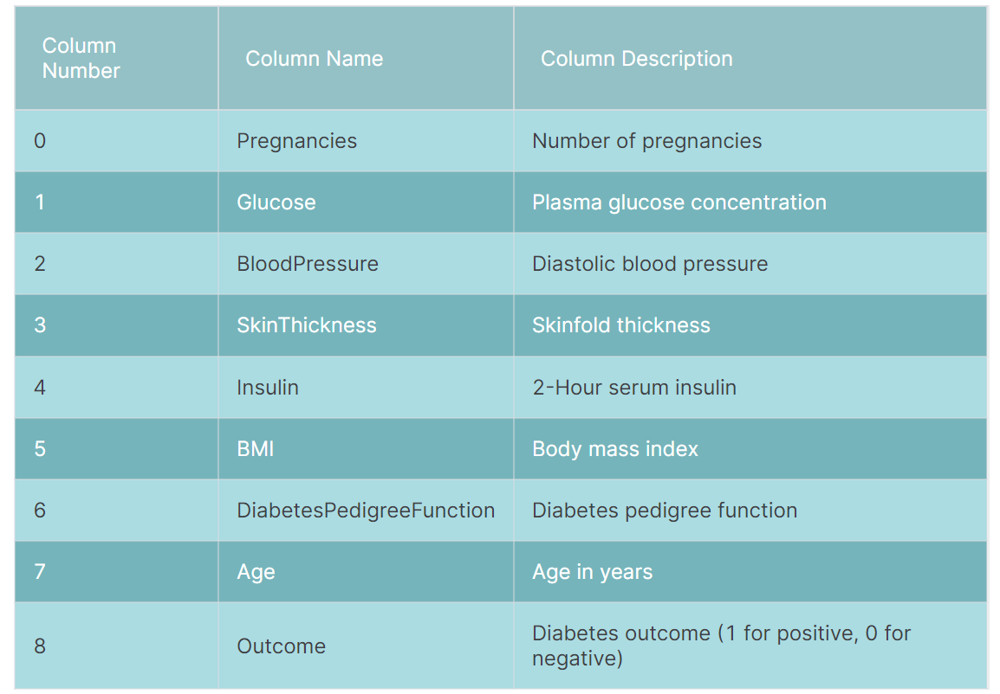 Column
Number
Column Name
Column Description
0
Pregnancies
Number of pregnancies
1
Glucose
Plasma glucose concentration
2
BloodPressure
Diastolic blood pressure
3
SkinThickness
Skinfold thickness
4
Insulin
2-Hour serum insulin
5
BMI
Body mass index
6
DiabetesPedigreeFunction
Diabetes pedigree function
7
Age
Age in years
8
Outcome
Diabetes outcome (1 for positive, 0 for
negative)